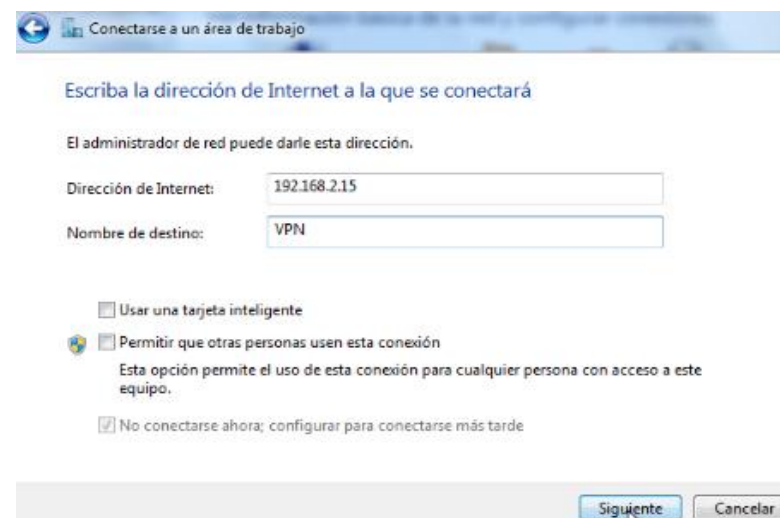 Conectarse a un área de trabajo
Escriba la dirección de Internet a la que se conectará
El administrador de red puede darle esta dirección.
Dirección de Internet: 192.168.2.15
Nombre de destino: VPN
Usar una tarjeta inteligente
Permitir que otras personas usen esta conexión
Esta opción permite el uso de esta conexión para cualquier persona con acceso a este
equipo.
No conectarse ahora; configurar para conectarse más tarde
Siguiente Cancelar